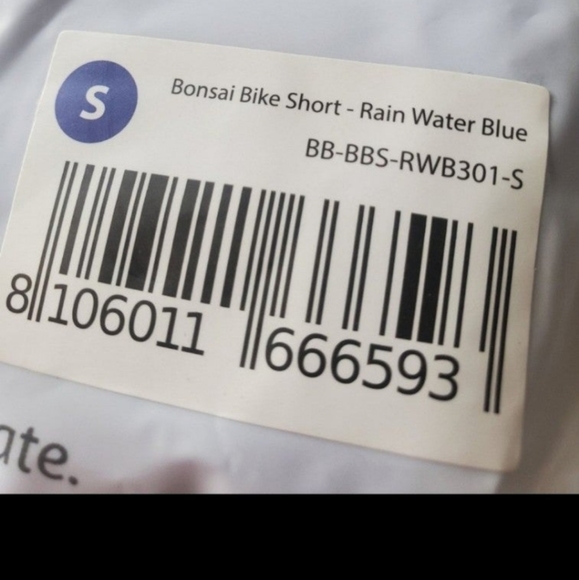 S
Bonsai Bike Short - Rain Water Blue
BB-BBS-RWB301-S
8 106011 666593
ate.